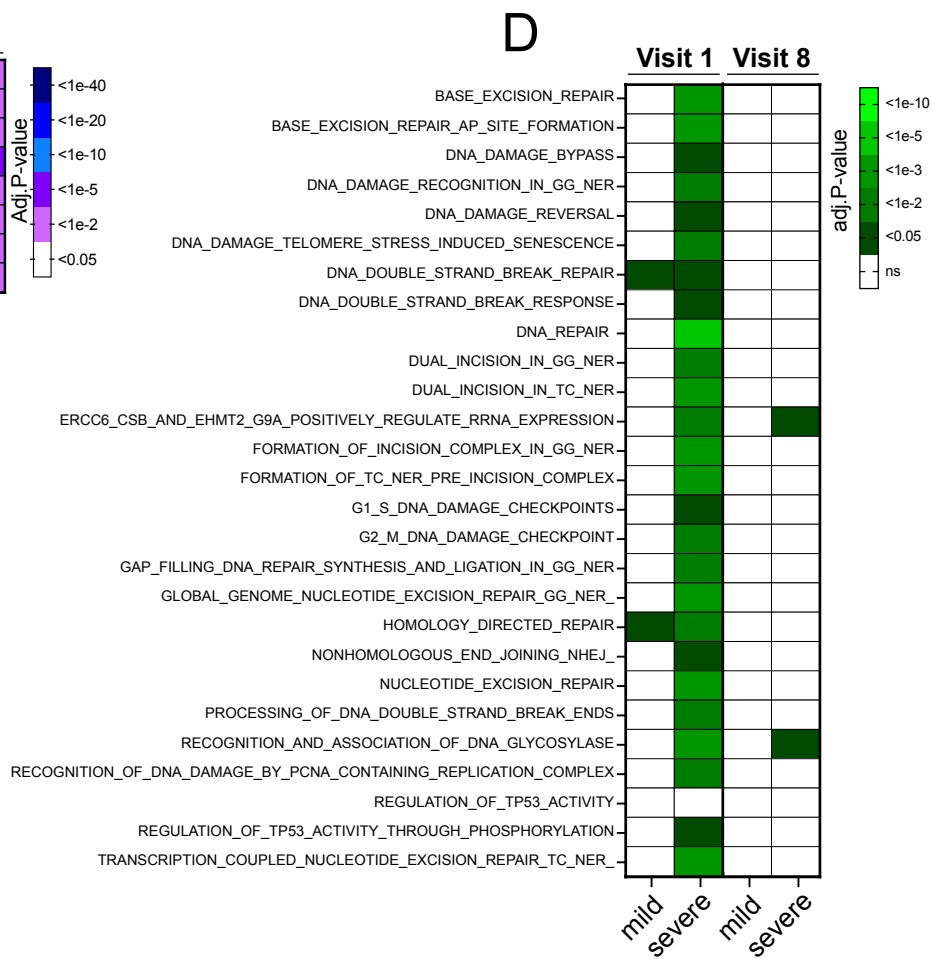 D
Visit 1 Visit 8
Adj.P-value
<1e-40
<1e-20
<1e-10
<1e-5
<1e-2
<0.05
BASE_EXCISION_REPAIR
BASE_EXCISION_REPAIR_AP_SITE_FORMATION
DNA_DAMAGE_BYPASS
DNA_DAMAGE_RECOGNITION_IN_GG_NER
DNA_DAMAGE_REVERSAL
DNA_DAMAGE_TELOMERE_STRESS_INDUCED_SENESCENCE
DNA_DOUBLE_STRAND_BREAK_REPAIR
DNA_DOUBLE_STRAND_BREAK_RESPONSE
DNA_REPAIR
DUAL_INCISION_IN_GG_NER
DUAL_INCISION_IN_TC_NER
ERCC6_CSB_AND_EHMT2_G9A_POSITIVELY_REGULATE_RRNA_EXPRESSION
FORMATION_OF_INCISION_COMPLEX_IN_GG_NER
FORMATION_OF_TC_NER_PRE_INCISION_COMPLEX
G1_S_DNA_DAMAGE_CHECKPOINTS
G2_M_DNA_DAMAGE_CHECKPOINT
GAP_FILLING_DNA_REPAIR_SYNTHESIS_AND_LIGATION_IN_GG_NER
GLOBAL_GENOME_NUCLEOTIDE_EXCISION_REPAIR_GG_NER_
HOMOLOGY_DIRECTED_REPAIR
NONHOMOLOGOUS_END_JOINING_NHEJ_
NUCLEOTIDE_EXCISION_REPAIR
PROCESSING_OF_DNA_DOUBLE_STRAND_BREAK_ENDS
RECOGNITION_AND_ASSOCIATION_OF_DNA_GLYCOSYLASE
RECOGNITION_OF_DNA_DAMAGE_BY_PCNA_CONTAINING_REPLICATION_COMPLEX
REGULATION_OF_TP53_ACTIVITY
REGULATION_OF_TP53_ACTIVITY_THROUGH_PHOSPHORYLATION
TRANSCRIPTION_COUPLED_NUCLEOTIDE_EXCISION_REPAIR_TC_NER_
mild severe mild severe
adj.P-value
<1e-10
<1e-5
<1e-3
<1e-2
<0.05
ns